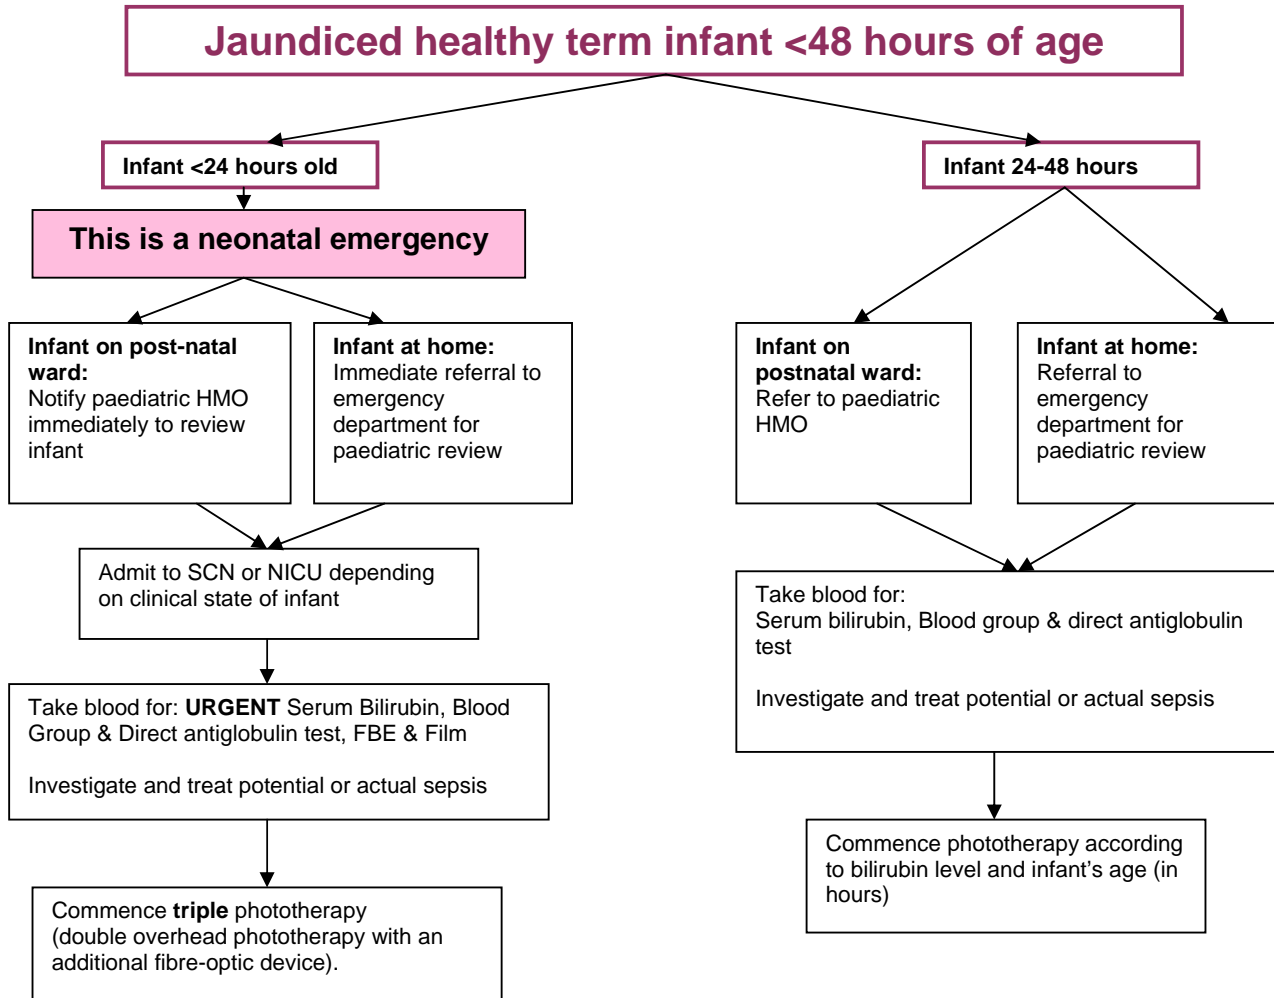 Jaundiced healthy term infant <48 hours of age
Infant <24 hours old
Infant 24-48 hours
This is a neonatal emergency
Infant on post-natal
ward:
Notify paediatric HMO
immediately to review
infant
Infant at home:
Immediate referral to
emergency
department for
paediatric review
Infant on
postnatal ward:
Refer to paediatric
HMO
Infant at home:
Referral to
emergency
department for
paediatric review
Admit to SCN or NICU depending
on clinical state of infant
Take blood for:
Serum bilirubin, Blood group & direct antiglobulin
test
Investigate and treat potential or actual sepsis
Take blood for: URGENT Serum Bilirubin, Blood
Group & Direct antiglobulin test, FBE & Film
Investigate and treat potential or actual sepsis
Commence phototherapy according
to bilirubin level and infant's age (in
hours)
Commence triple phototherapy
(double overhead phototherapy with an
additional fibre-optic device).